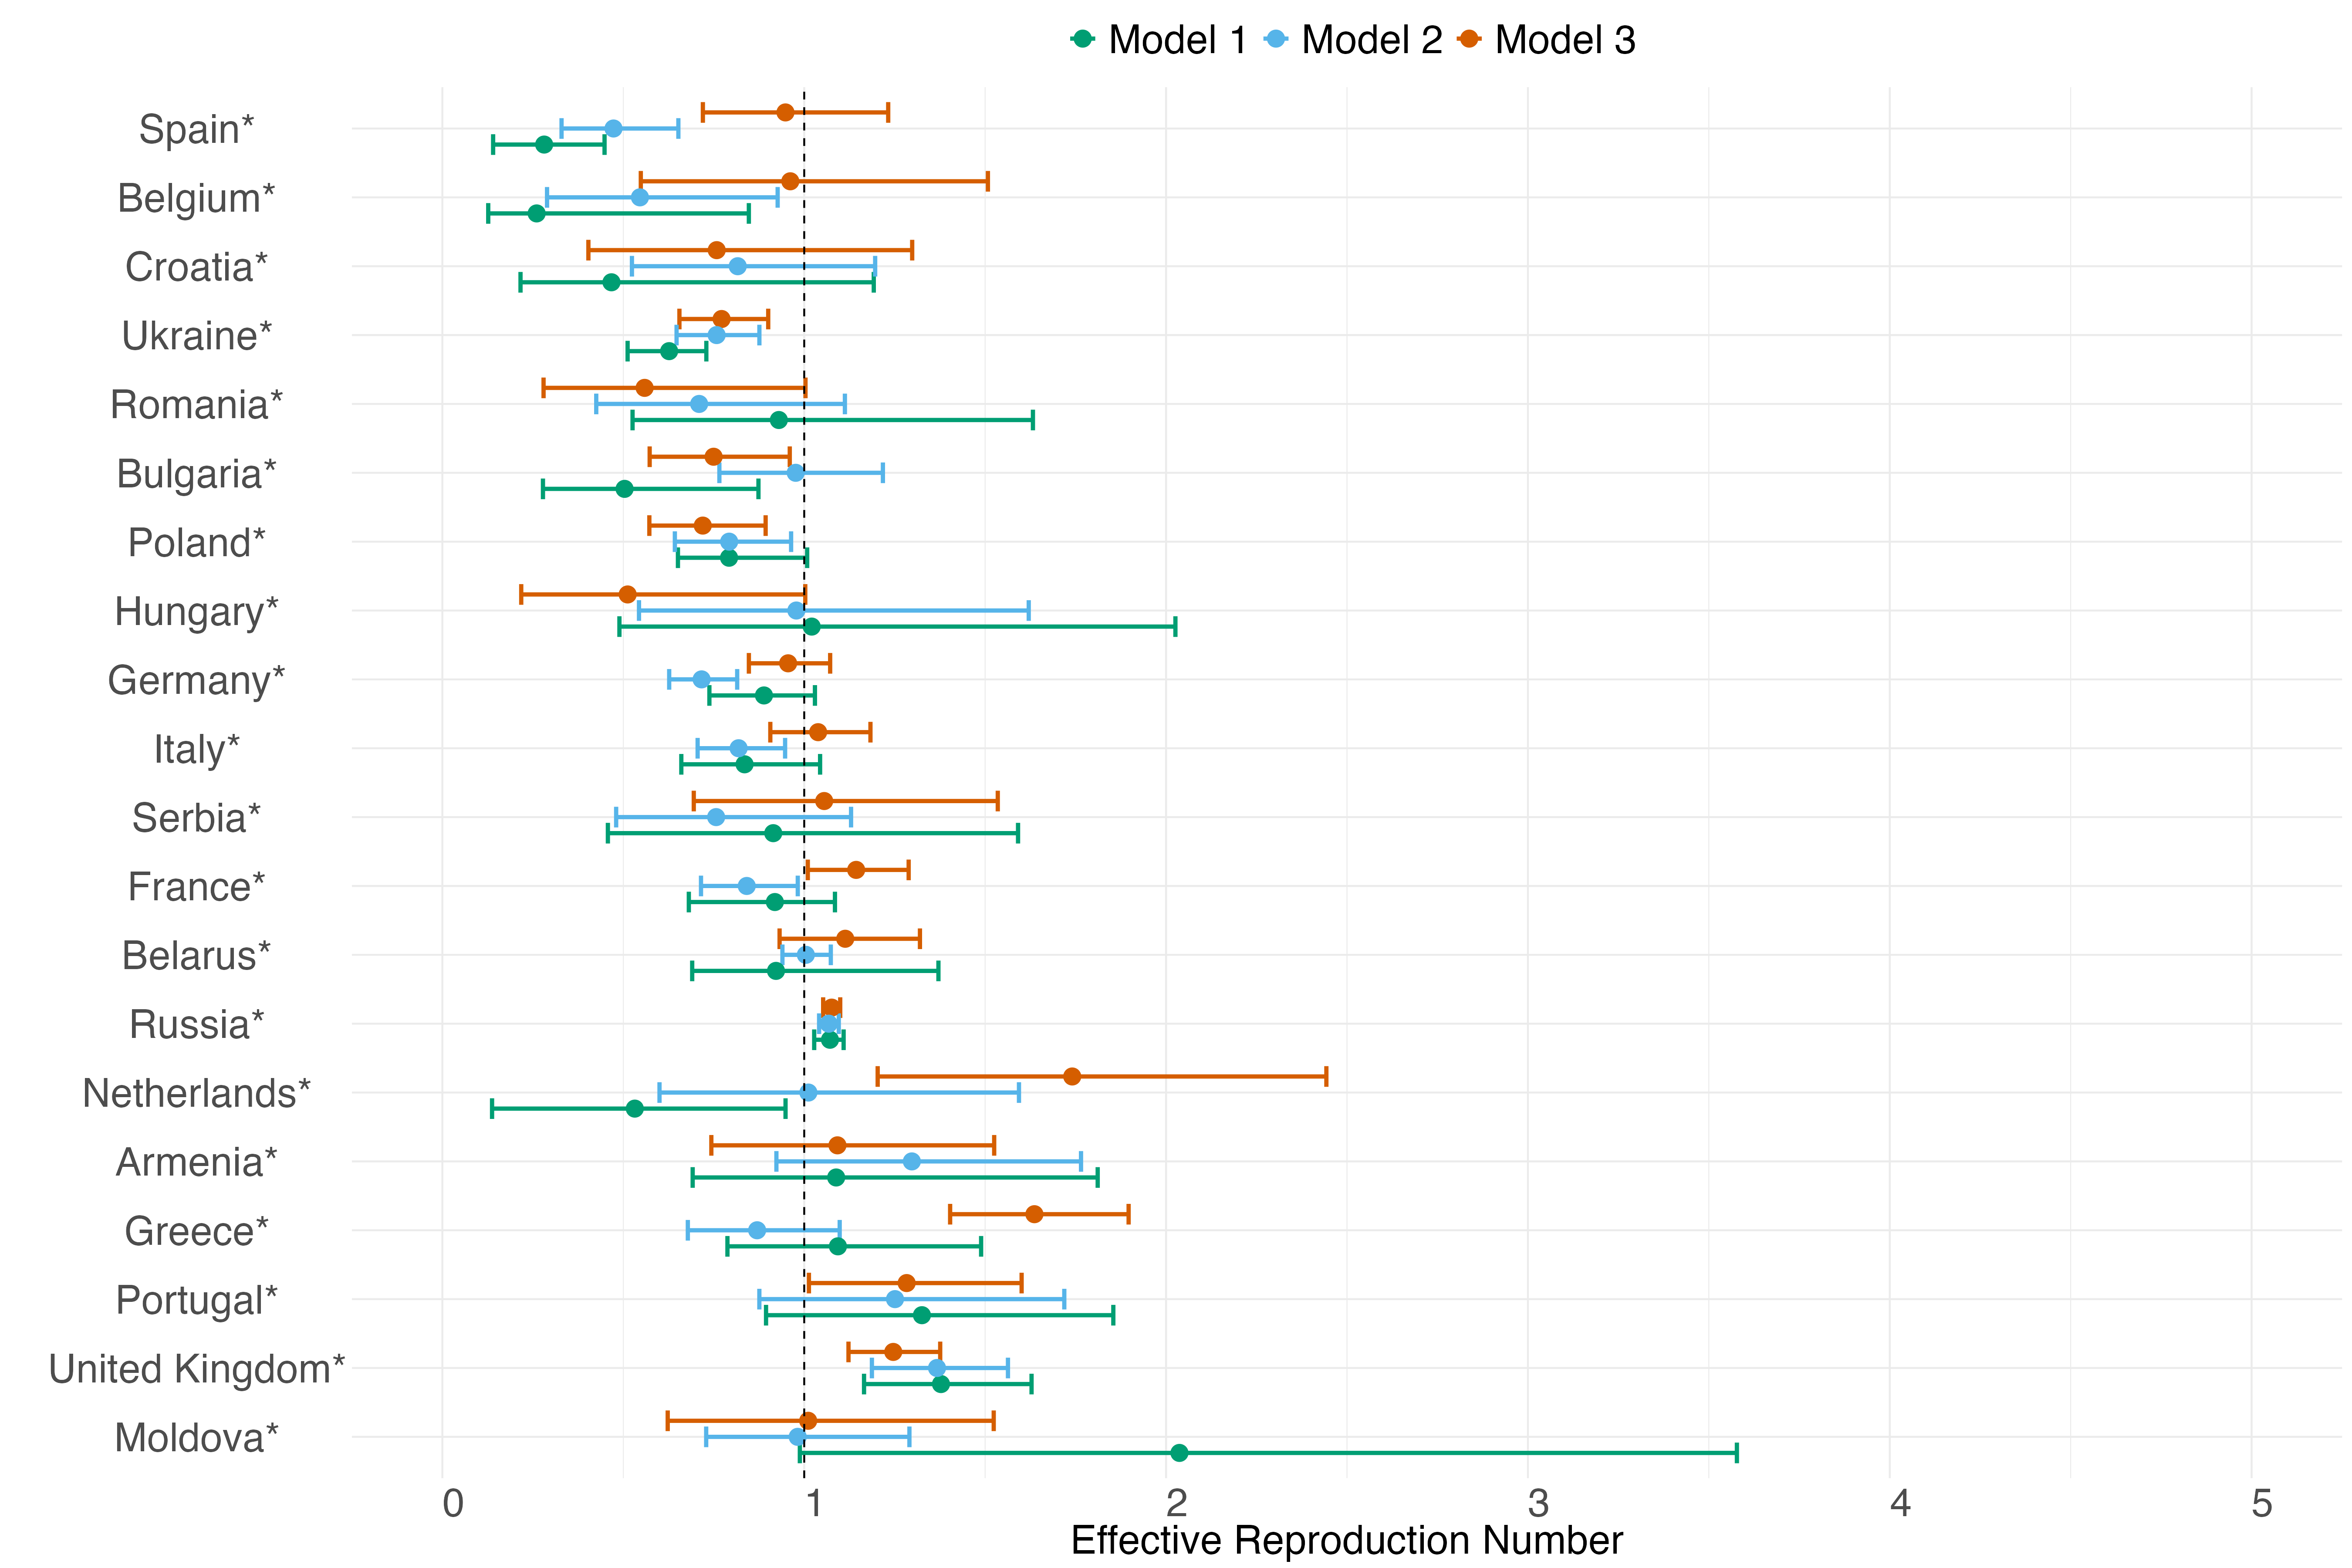 Model 1 Model 2 Model 3
Spain*
Belgium*
Croatia*
Ukraine*
Romania*
Bulgaria*
Poland*
Hungary*
Germany*
Italy*
Serbia*
France*
Belarus*
Russia*
Netherlands*
Armenia*
Greece*
Portugal*
United Kingdom*
Moldova*
0 1 2 3 4 5
Effective Reproduction Number